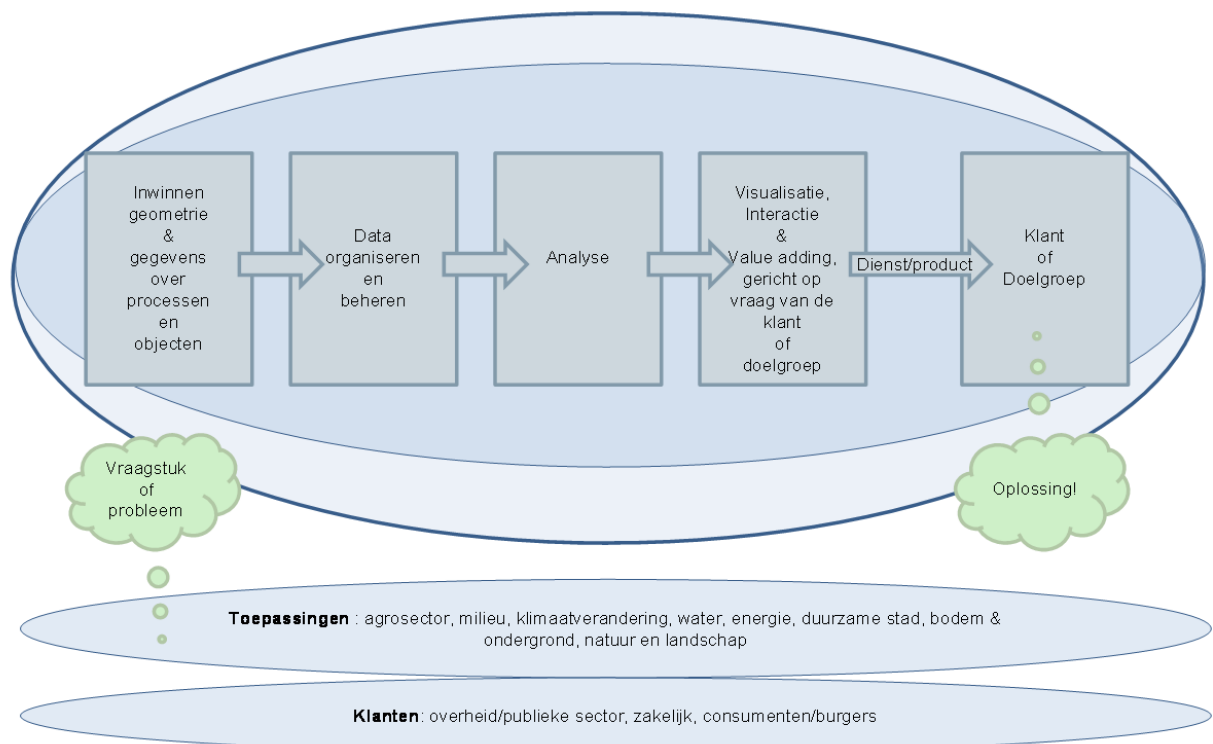 Inwinnen
geometrie
&
gegevens
over
processen
en
objecten
Data
organiseren
en
beheren
Analyse
Visualisatie,
Interactie
&
Value adding,
gericht op
vraag van de
klant
of
doelgroep
Dienst/product
Klant
of
Doelgroep
Vraagstuk
of
probleem
Oplossing!
Toepassingen : agrosector, milieu, klimaatverandering, water, energie, duurzame stad, bodem &
ondergrond, natuur en landschap
Klanten: overheid/publieke sector, zakelijk, consumenten/burgers